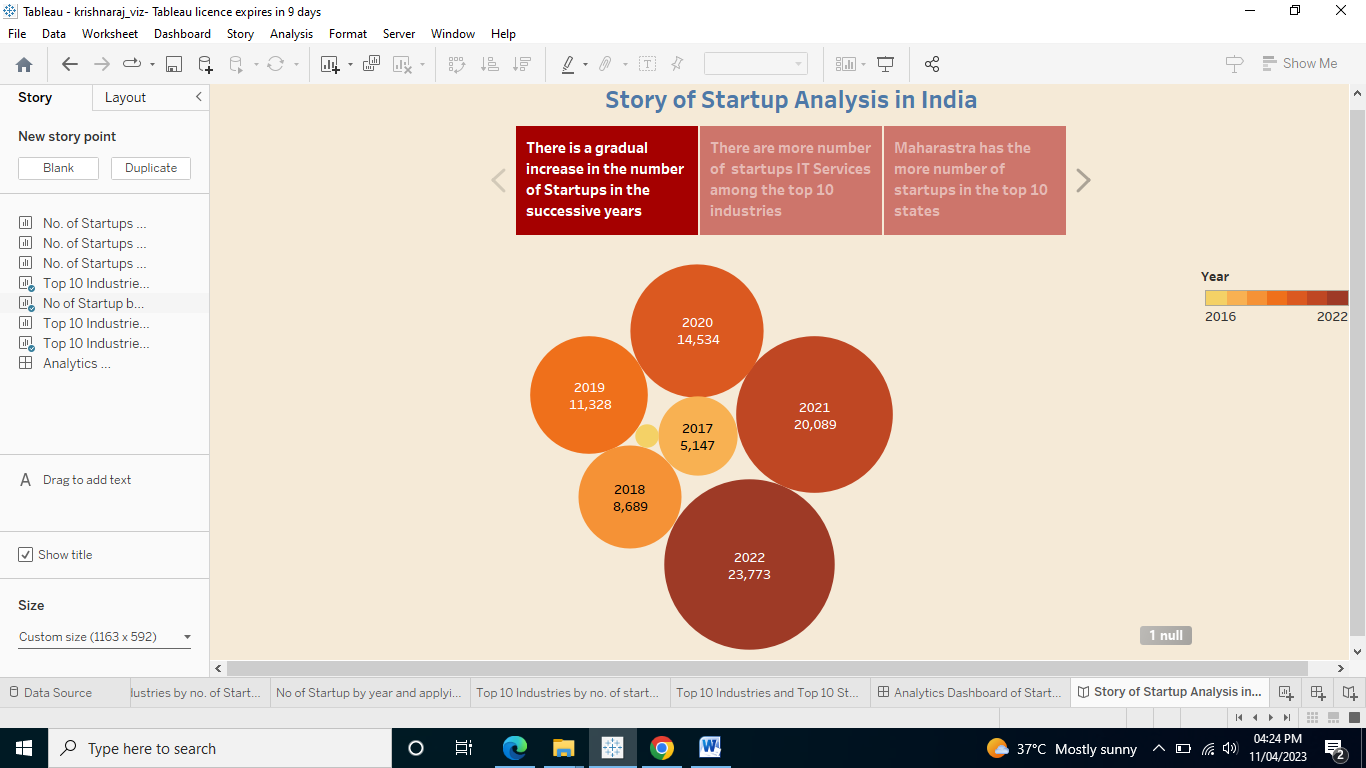 Tableau - krishnaraj_viz- Tableau licence expires in 9 days
File Data Worksheet Dashboard Story Analysis Format Server Window Help
Show Me
Story Layout
New story point
Blank Duplicate
No. of Startups ...
No. of Startups ...
No. of Startups ...
Top 10 Industrie...
No of Startup b...
Top 10 Industrie...
Top 10 Industrie...
Analytics ...
A Drag to add text
Show title
Size
Custom size (1163 x 592)
Story of Startup Analysis in India
There is a gradual
increase in the number
of Startups in the
successive years
There are more number
of startups IT Services
among the top 10
industries
Maharastra has the
more number of
startups in the top 10
states
Year
2016 2022
2020
14,534
2019
11,328
2021
20,089
2017
5,147
2018
8,689
2022
23,773
1 null
Data Source
lustries by no. of Start...
No of Startup by year and applyi...
Top 10 Industries by no. of start...
Top 10 Industries and Top 10 St...
Analytics Dashboard of Start...
Story of Startup Analysis in...
Type here to search
37°C Mostly sunny
04:24 PM
11/04/2023
2